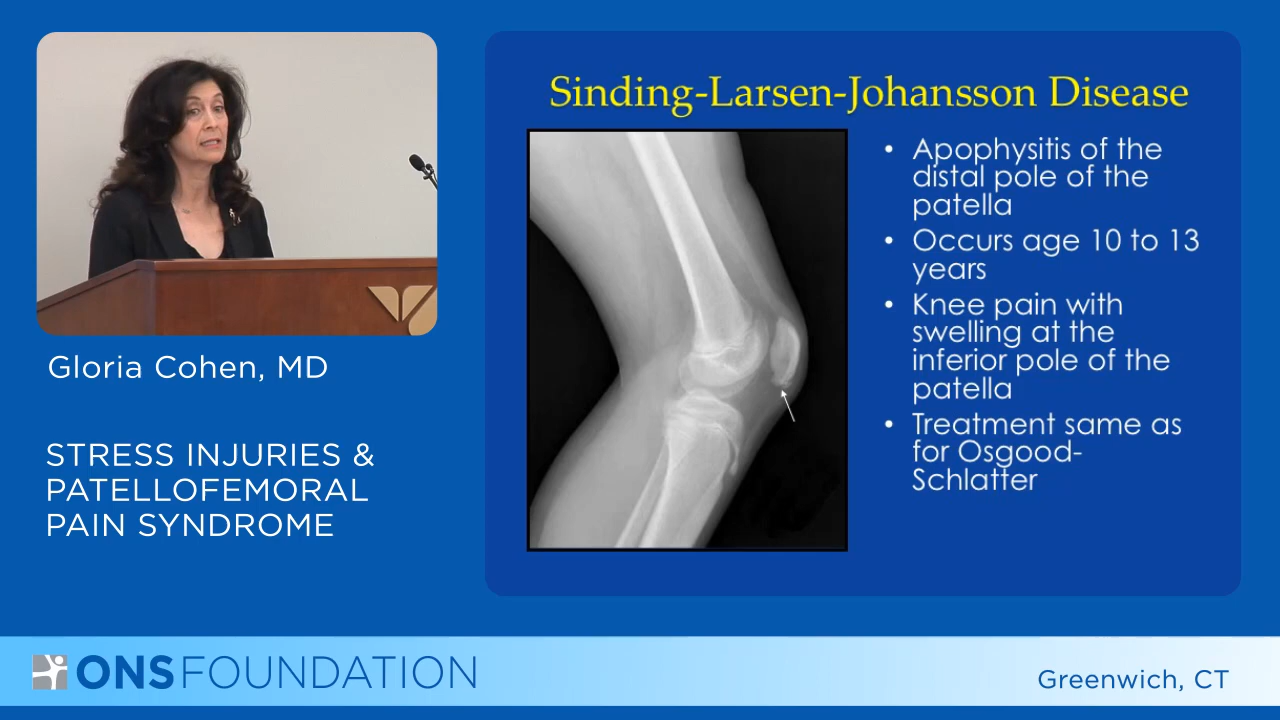 Sinding-Larsen-Johansson Disease
• Apophysitis of the
distal pole of the
patella
• Occurs age 10 to 13
years
• Knee pain with
swelling at the
inferior pole of the
patella
• Treatment same as
for Osgood-
Schlatter
Gloria Cohen, MD
STRESS INJURIES &
PATELLOFEMORAL
PAIN SYNDROME
ONS FOUNDATION
Greenwich, CT